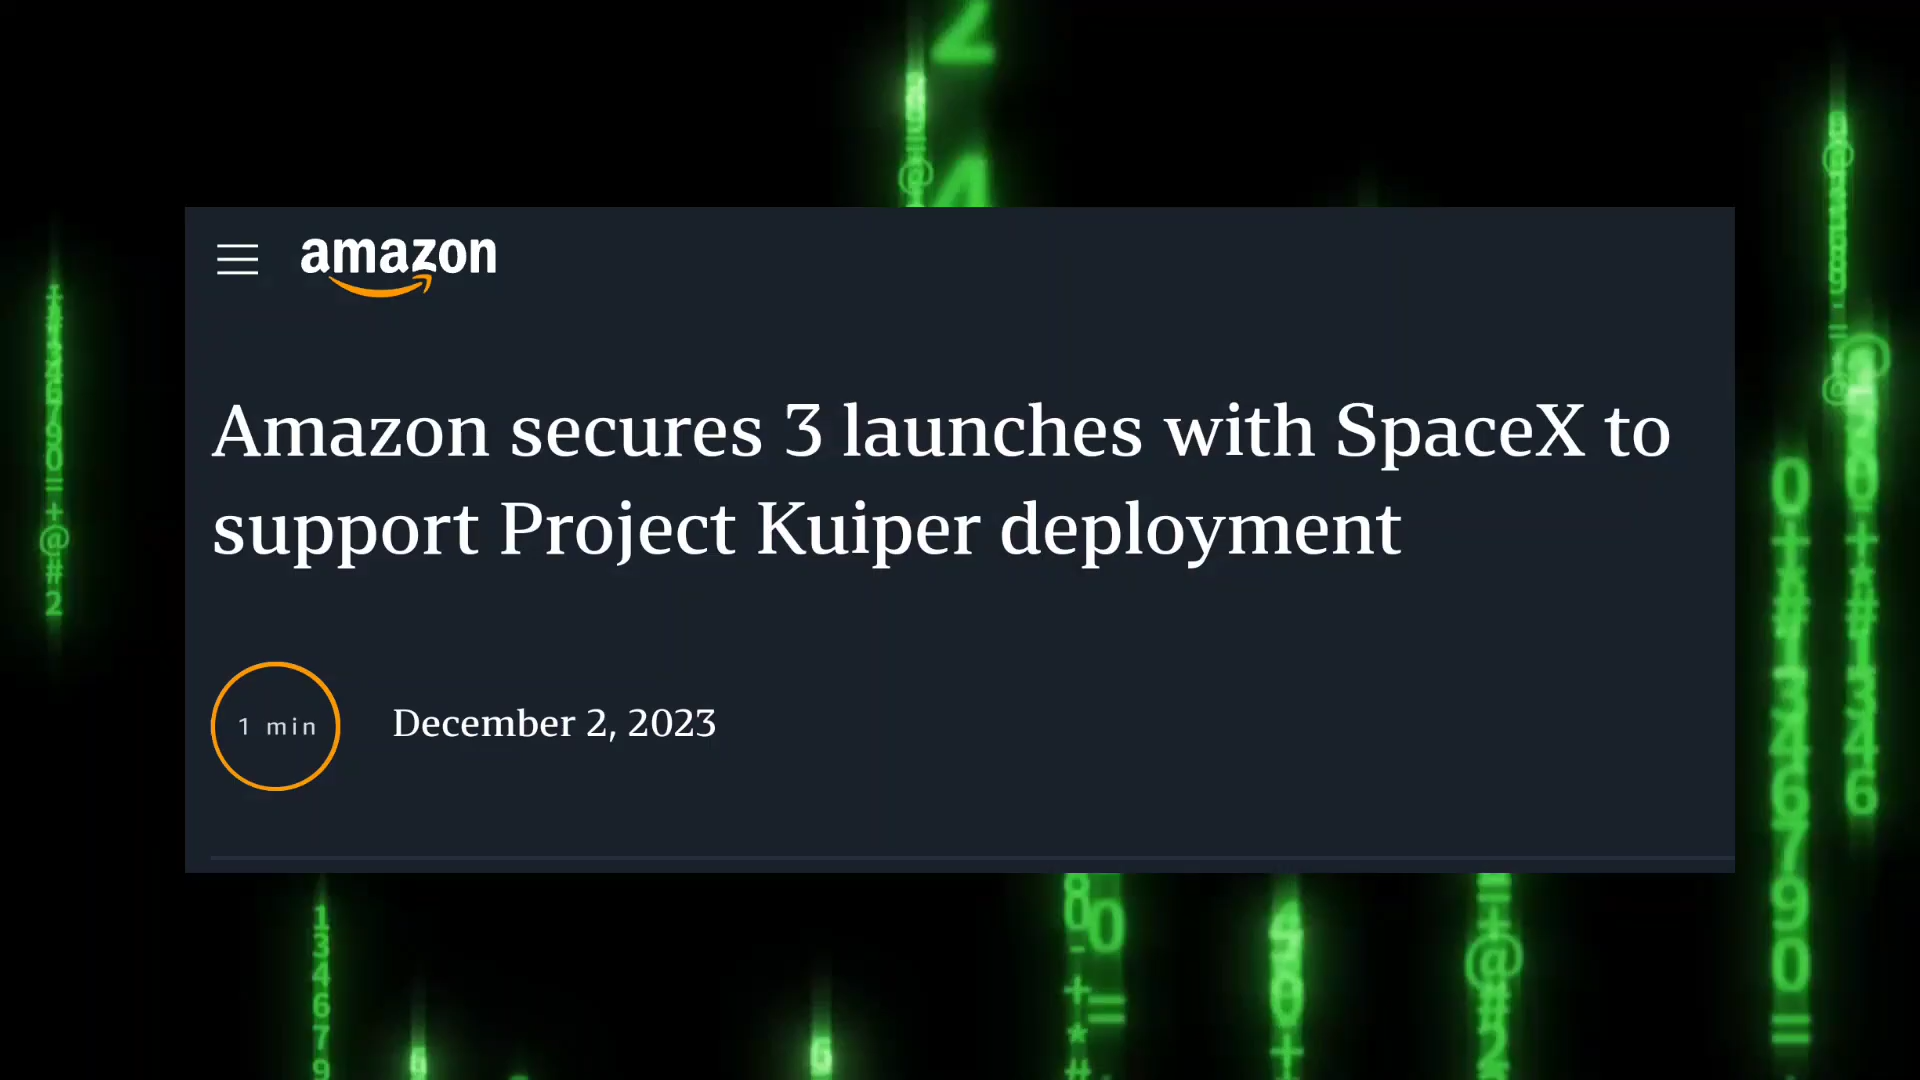 amazon
Amazon secures 3 launches with SpaceX to
support Project Kuiper deployment
1 min
December 2, 2023